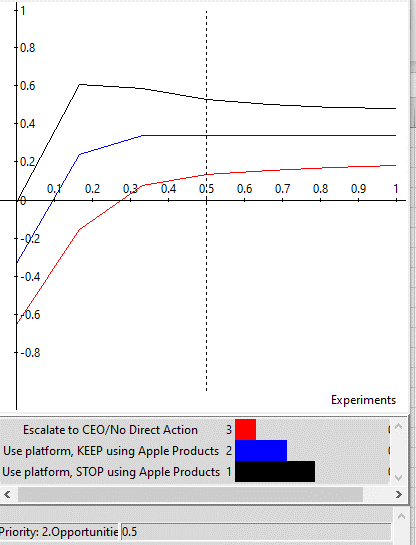 1
0.8
0.6
0.4
0.2
0 0.1 0.2 0.3 0.4 0.5 0.6 0.7 0.8 1
-0.2
-0.4
-0.6
-0.8
Experiments
Escalate to CEO/No Direct Action 3
Use platform, KEEP using Apple Products 2
Use platform, STOP using Apple Products 1
Priority: 2.Opportunitie 0.5